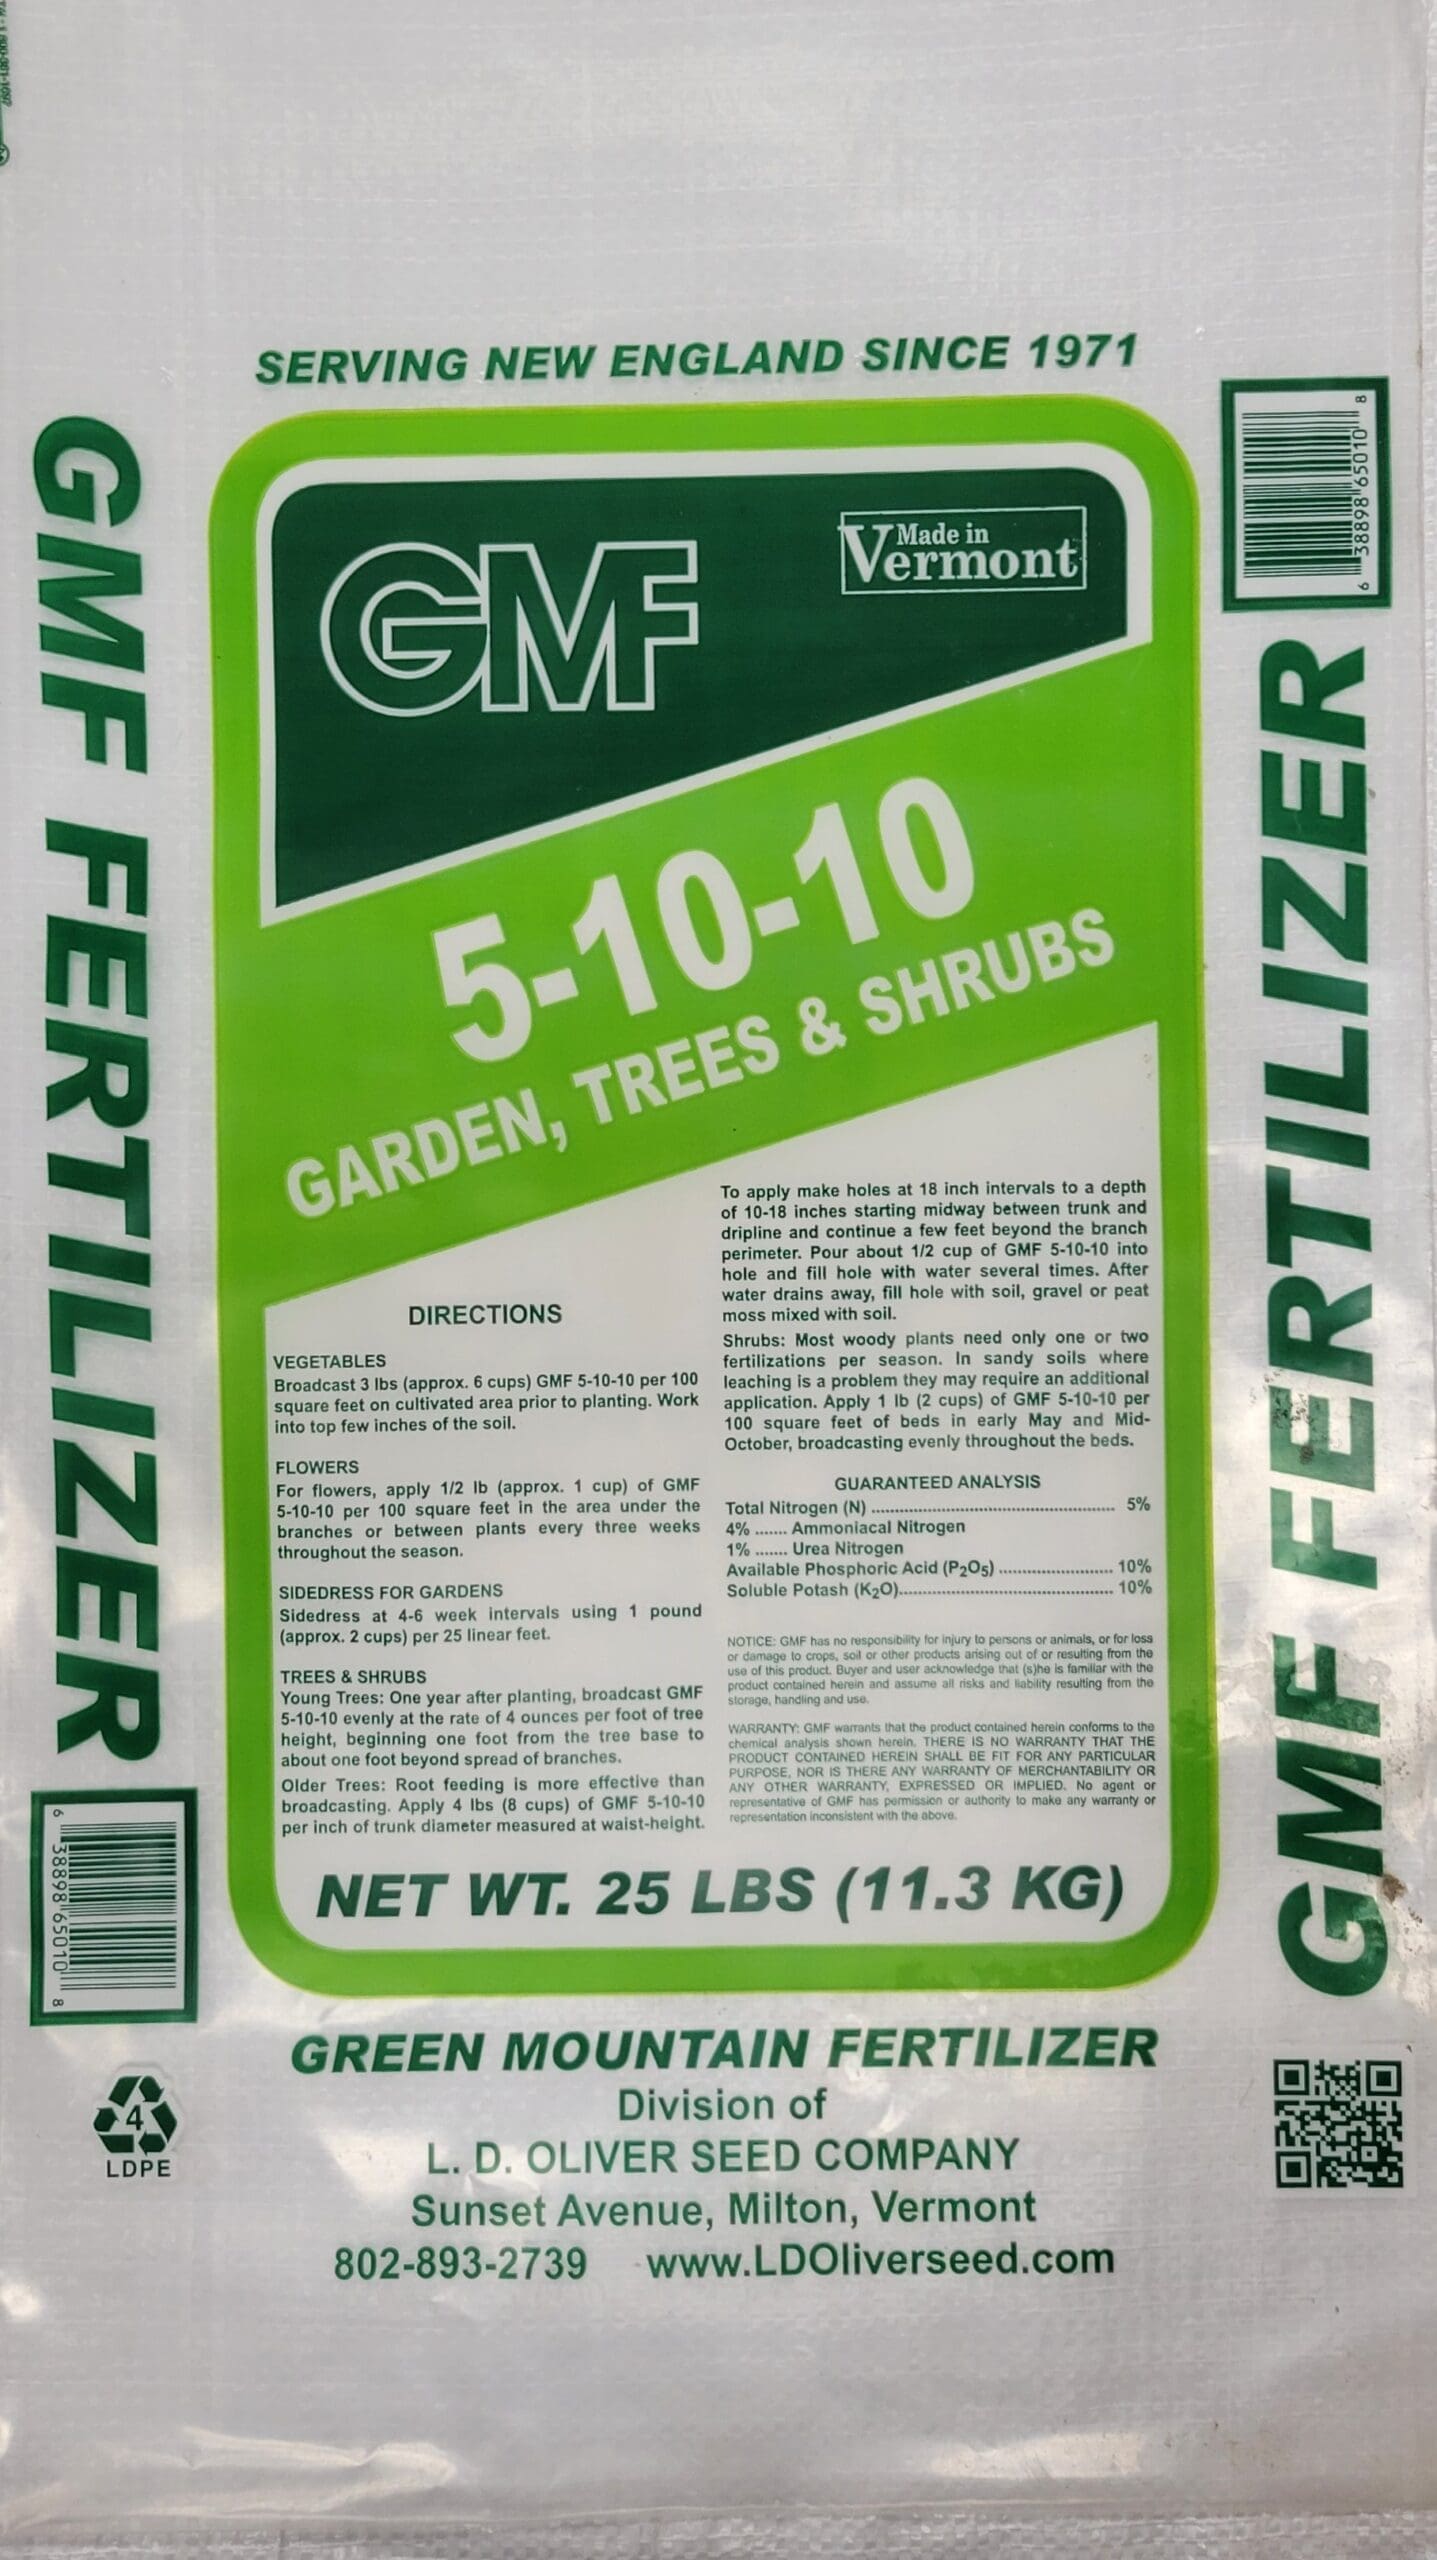 SERVING NEW ENGLAND SINCE 1971
GMF
Made in
Vermont
5-10-10
GARDEN, TREES & SHRUBS
DIRECTIONS
VEGETABLES
Broadcast 3 lbs (approx. 6 cups) GMF 5-10-10 per 100
square feet on cultivated area prior to planting. Work
into top few inches of the soil.
FLOWERS
For flowers, apply 1/2 lb (approx. 1 cup) of GMF
5-10-10 per 100 square feet in the area under the
branches or between plants every three weeks
throughout the season.
SIDEDRESS FOR GARDENS
Sidedress at 4-6 week intervals using 1 pound
(approx. 2 cups) per 25 linear feet.
TREES & SHRUBS
Young Trees: One year after planting, broadcast GMF
5-10-10 evenly at the rate of 4 ounces per foot of tree
height, beginning one foot from the tree base to
about one foot beyond spread of branches.
Older Trees: Root feeding is more effective than
broadcasting. Apply 4 lbs (8 cups) of GMF 5-10-10
per inch of trunk diameter measured at waist-height.
To apply make holes at 18 inch intervals to a depth
of 10-18 inches starting midway between trunk and
dripline and continue a few feet beyond the branch
perimeter. Pour about 1/2 cup of GMF 5-10-10 into
hole and fill hole with water several times. After
water drains away, fill hole with soil, gravel or peat
moss mixed with soil.
Shrubs: Most woody plants need only one or two
fertilizations per season. In sandy soils where
leaching is a problem they may require an additional
application. Apply 1 lb (2 cups) of GMF 5-10-10 per
100 square feet of beds in early May and Mid-
October, broadcasting evenly throughout the beds.
GUARANTEED ANALYSIS
Total Nitrogen (N) ........................................ 5%
4% ....... Ammoniacal Nitrogen
1% ....... Urea Nitrogen
Available Phosphoric Acid (P₂O₅) ....................... 10%
Soluble Potash (K₂O)........................................ 10%
NOTICE: GMF has no responsibility for injury to persons or animals, or for loss
or damage to crops, soil or other products arising out of or resulting from the
use of this product. Buyer and user acknowledge that (s)he is familiar with the
product contained herein and assume all risks and liability resulting from the
storage, handling and use.
WARRANTY: GMF warrants that the product contained herein conforms to the
chemical analysis shown herein. THERE IS NO WARRANTY THAT THE
PRODUCT CONTAINED HEREIN SHALL BE FIT FOR ANY PARTICULAR
PURPOSE, NOR IS THERE ANY WARRANTY OF MERCHANTABILITY OR
ANY OTHER WARRANTY, EXPRESSED OR IMPLIED. No agent or
representative of GMF has permission or authority to make any warranty or
representation inconsistent with the above.
NET WT. 25 LBS (11.3 KG)
GREEN MOUNTAIN FERTILIZER
Division of
L. D. OLIVER SEED COMPANY
Sunset Avenue, Milton, Vermont
802-893-2739 www.LDOliverseed.com
GMF FERTILIZER
6 38898 65010 8
4
LDPE
6 38898 65010 8
GMF FERTILIZER